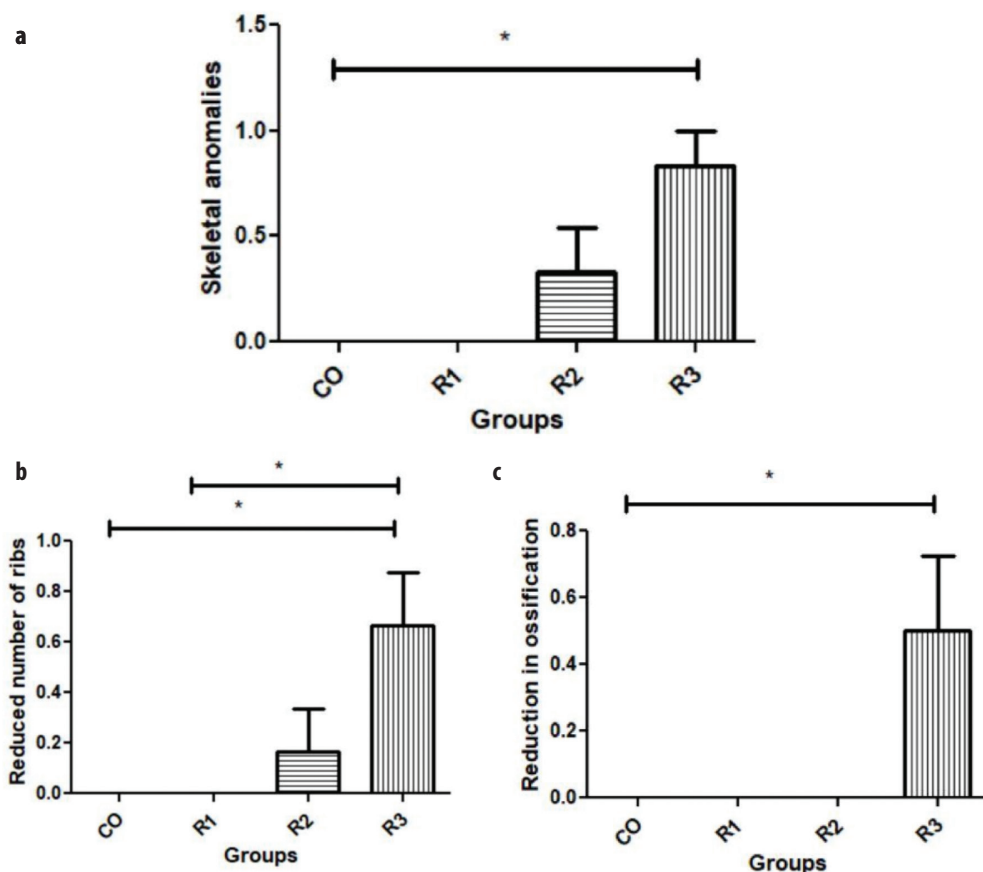 a
Skeletal anomalies
1.5
1.0
0.5
0.0
*
CO R1 R2 R3
Groups
b
Reduced number of ribs
1.0
0.8
0.6
0.4
0.2
0.0
*
*
CO R1 R2 R3
Groups
c
Reduction in ossification
0.8
0.6
0.4
0.2
0.0
*
CO R1 R2 R3
Groups